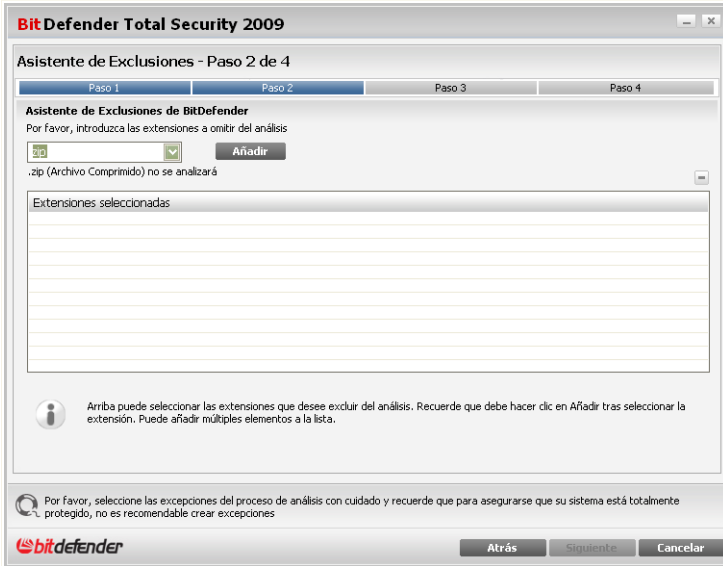 BitDefender Total Security 2009
Asistente de Exclusiones - Paso 2 de 4
Paso 1 Paso 2 Paso 3 Paso 4
Asistente de Exclusiones de BitDefender
Por favor, introduzca las extensiones a omitir del análisis
zip Añadir
.zip (Archivo Comprimido) no se analizará
Extensiones seleccionadas
Arriba puede seleccionar las extensiones que desee excluir del análisis. Recuerde que debe hacer clic en Añadir tras seleccionar la
extensión. Puede añadir múltiples elementos a la lista.
Por favor, seleccione las excepciones del proceso de análisis con cuidado y recuerde que para asegurarse que su sistema está totalmente
protegido, no es recomendable crear excepciones
bitdefender Atrás Siguiente Cancelar